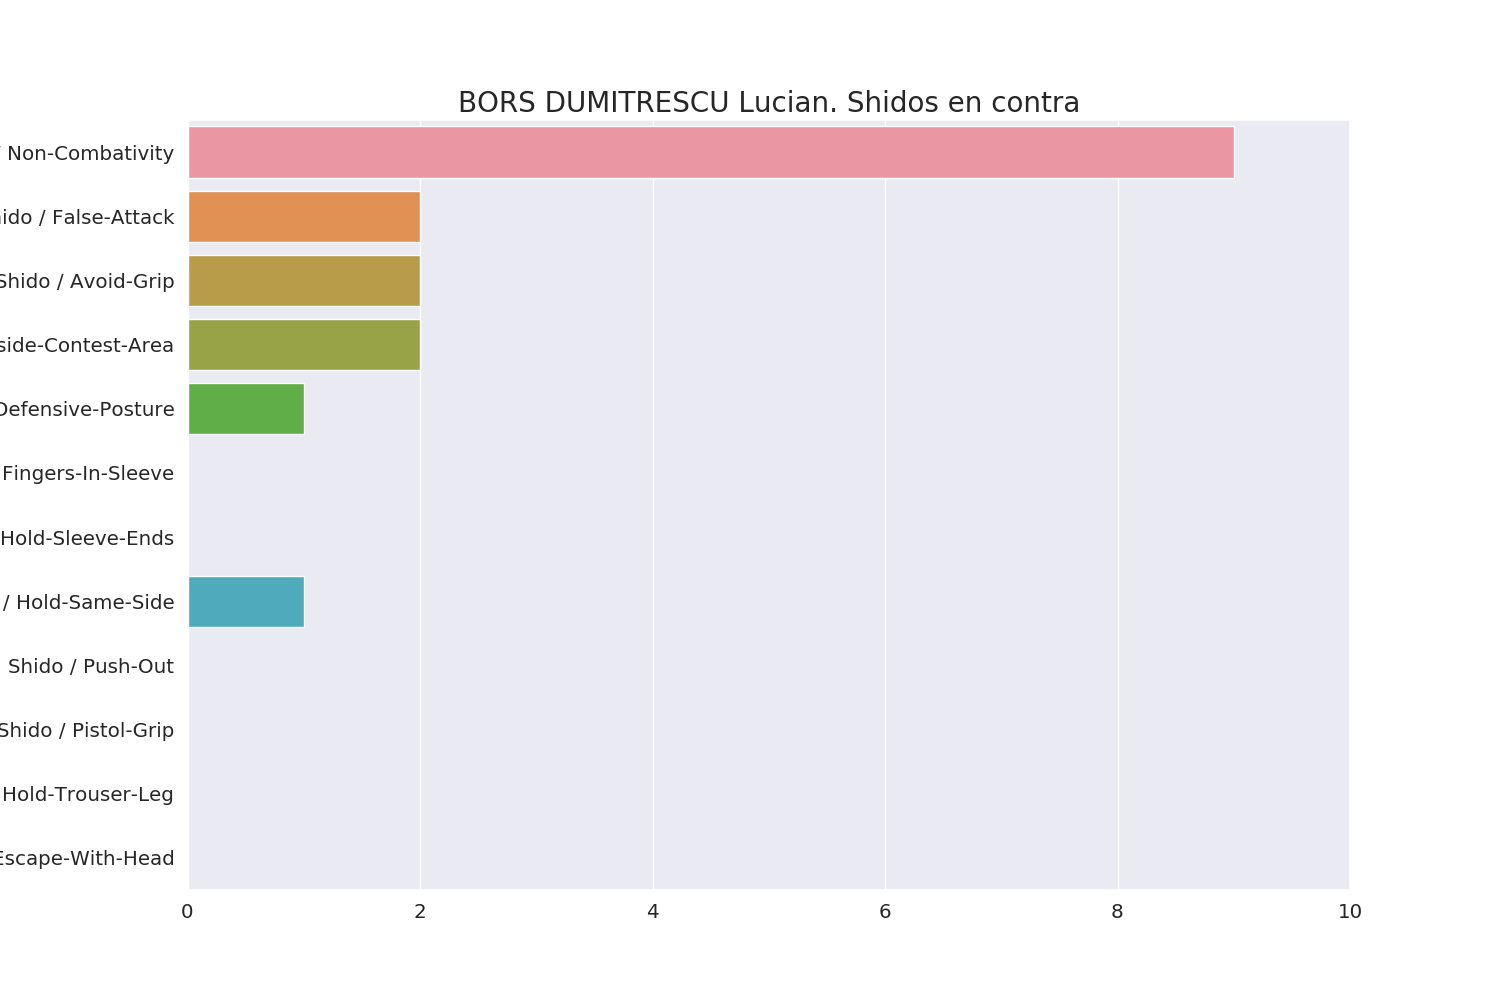 BORS DUMITRESCU Lucian. Shidos en contra
/ Non-Combativity
ido / False-Attack
Shido / Avoid-Grip
side-Contest-Area
Defensive-Posture
Fingers-In-Sleeve
Hold-Sleeve-Ends
/ Hold-Same-Side
Shido / Push-Out
Shido / Pistol-Grip
Hold-Trouser-Leg
Escape-With-Head
0 2 4 6 8 10